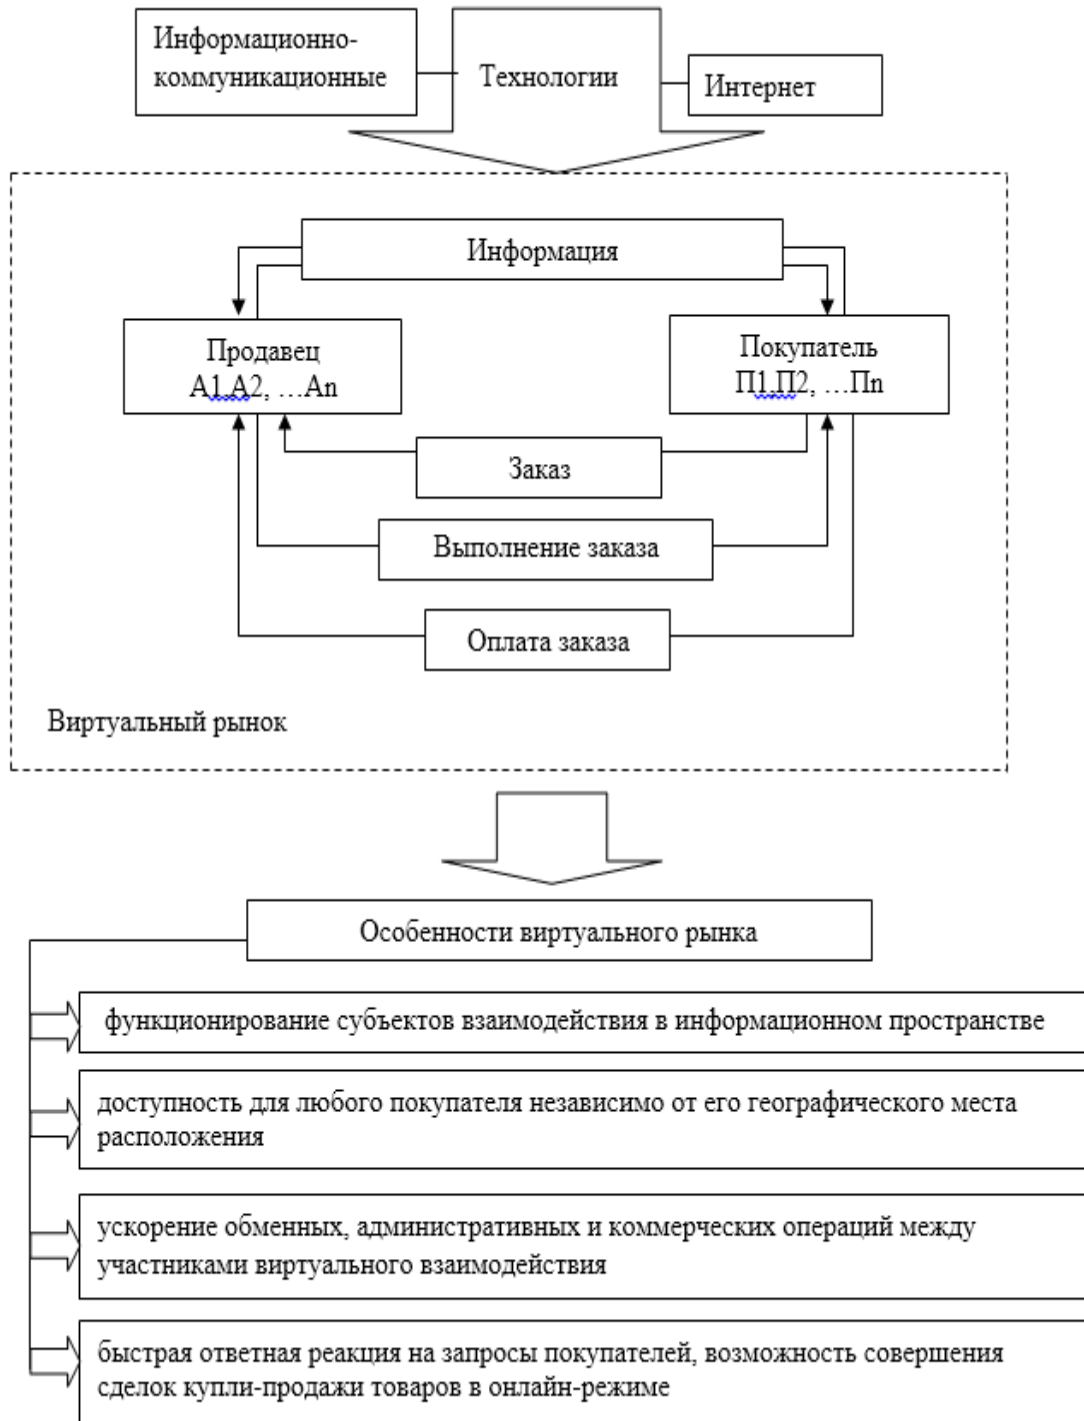 Информационно-
коммуникационные
Технологии
Интернет
Информация
Продавец
А1,А2, …Аn
Покупатель
П1,П2, …Пn
Заказ
Выполнение заказа
Оплата заказа
Виртуальный рынок
Особенности виртуального рынка
функционирование субъектов взаимодействия в информационном пространстве
доступность для любого покупателя независимо от его географического места
расположения
ускорение обменных, административных и коммерческих операций между
участниками виртуального взаимодействия
быстрая ответная реакция на запросы покупателей, возможность совершения
сделок купли-продажи товаров в онлайн-режиме